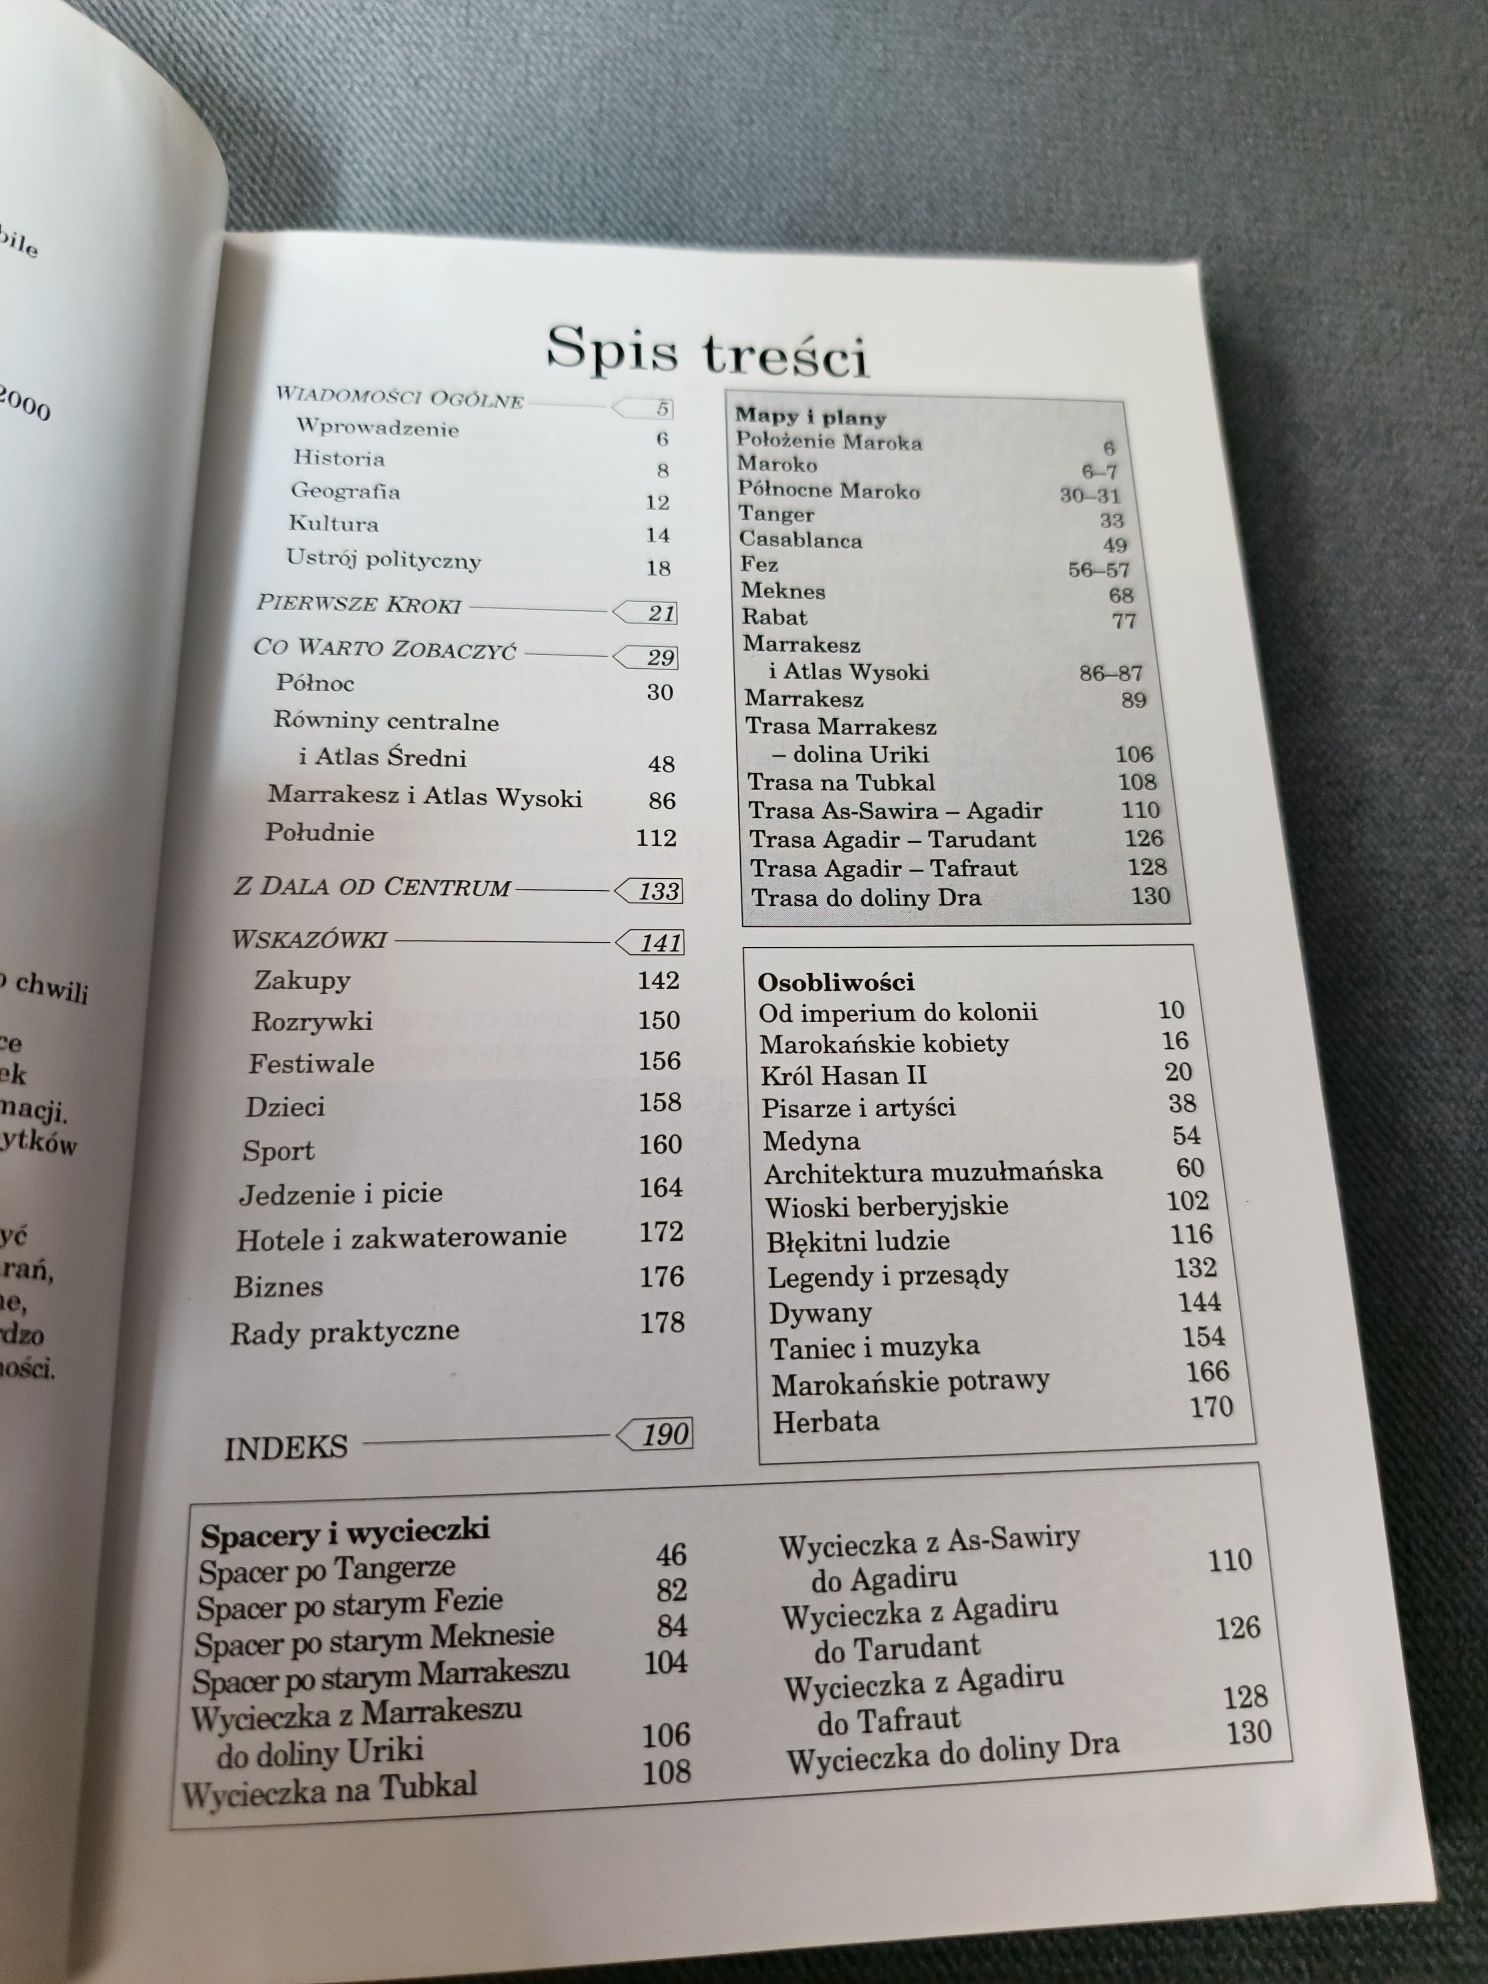 2000
chwili
macji.
Spis treści
WIADOMOŚCI OGÓLNE 5
Wprowadzenie 6
Historia 8
Geografia 12
Kultura 14
Ustrój polityczny 18
PIERWSZE KROKI 21
CO WARTO ZOBACZYĆ 29
Północ 30
Równiny centralne
i Atlas Średni 48
Marrakesz i Atlas Wysoki 86
Południe 112
Z DALA OD CENTRUM 133
WSKAZÓWKI 141
Zakupy 142
Rozrywki 150
Festiwale 156
Dzieci 158
Sport 160
Jedzenie i picie 164
Hotele i zakwaterowanie 172
Biznes 176
Rady praktyczne 178
INDEKS 190
Mapy i plany
Położenie Maroka 6
Maroko 6–7
Północne Maroko 30–31
Tanger 33
Casablanca 49
Fez 56–57
Meknes 68
Rabat 77
Marrakesz
i Atlas Wysoki 86–87
Marrakesz 89
Trasa Marrakesz
– dolina Uriki 106
Trasa na Tubkal 108
Trasa As-Sawira – Agadir 110
Trasa Agadir – Tarudant 126
Trasa Agadir – Tafraut 128
Trasa do doliny Dra 130
Osobliwości
Od imperium do kolonii 10
Marokańskie kobiety 16
Król Hasan II 20
Pisarze i artyści 38
Medyna 54
Architektura muzułmańska 60
Wioski berberyjskie 102
Błękitni ludzie 116
Legendy i przesądy 132
Dywany 144
Taniec i muzyka 154
Marokańskie potrawy 166
Herbata 170
Spacery i wycieczki
Spacer po Tangerze 46
Spacer po starym Fezie 82
Spacer po starym Meknesie 84
Spacer po starym Marrakeszu 104
Wycieczka z Marrakeszu
do doliny Uriki 106
Wycieczka na Tubkal 108
Wycieczka z As-Sawiry
do Agadiru 110
Wycieczka z Agadiru
do Tarudant 126
Wycieczka z Agadiru
do Tafraut 128
Wycieczka do doliny Dra 130